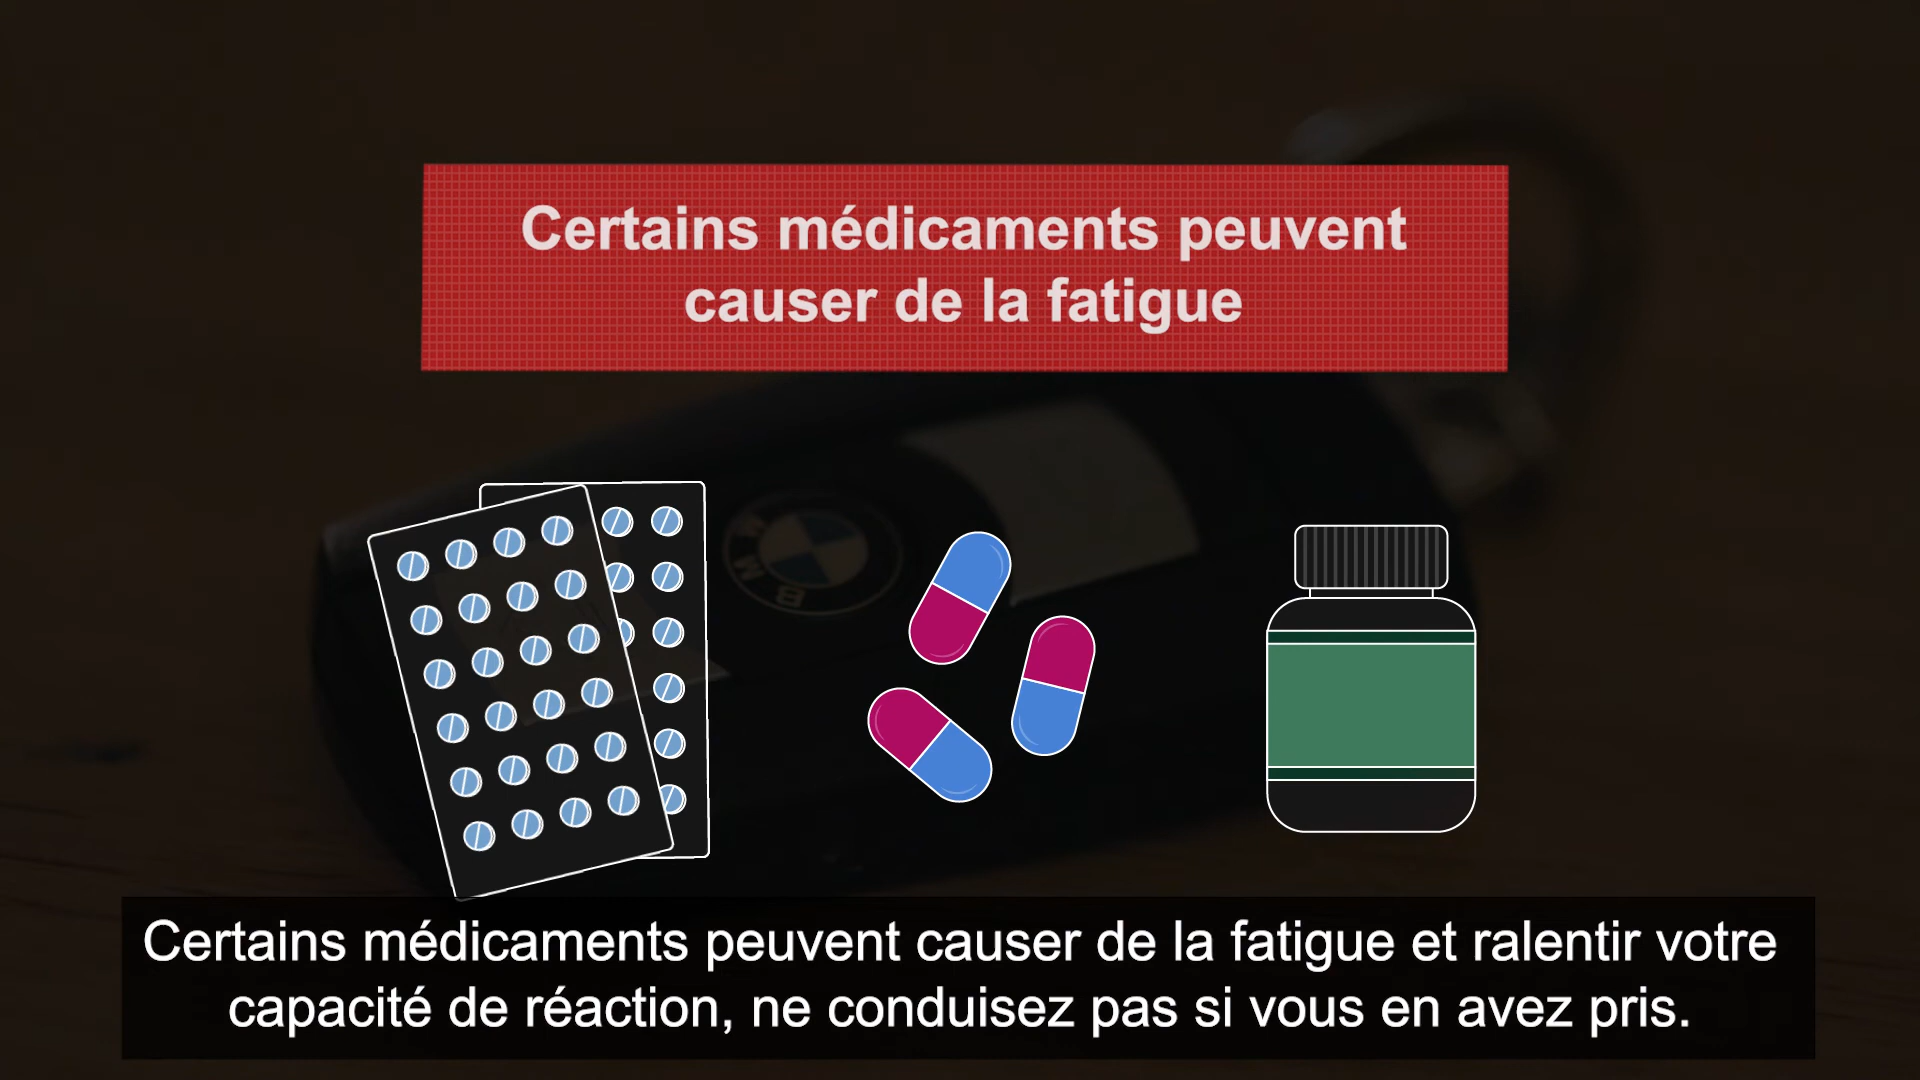 Certains médicaments peuvent
causer de la fatigue
BMW
Certains médicaments peuvent causer de la fatigue et ralentir votre
capacité de réaction, ne conduisez pas si vous en avez pris.